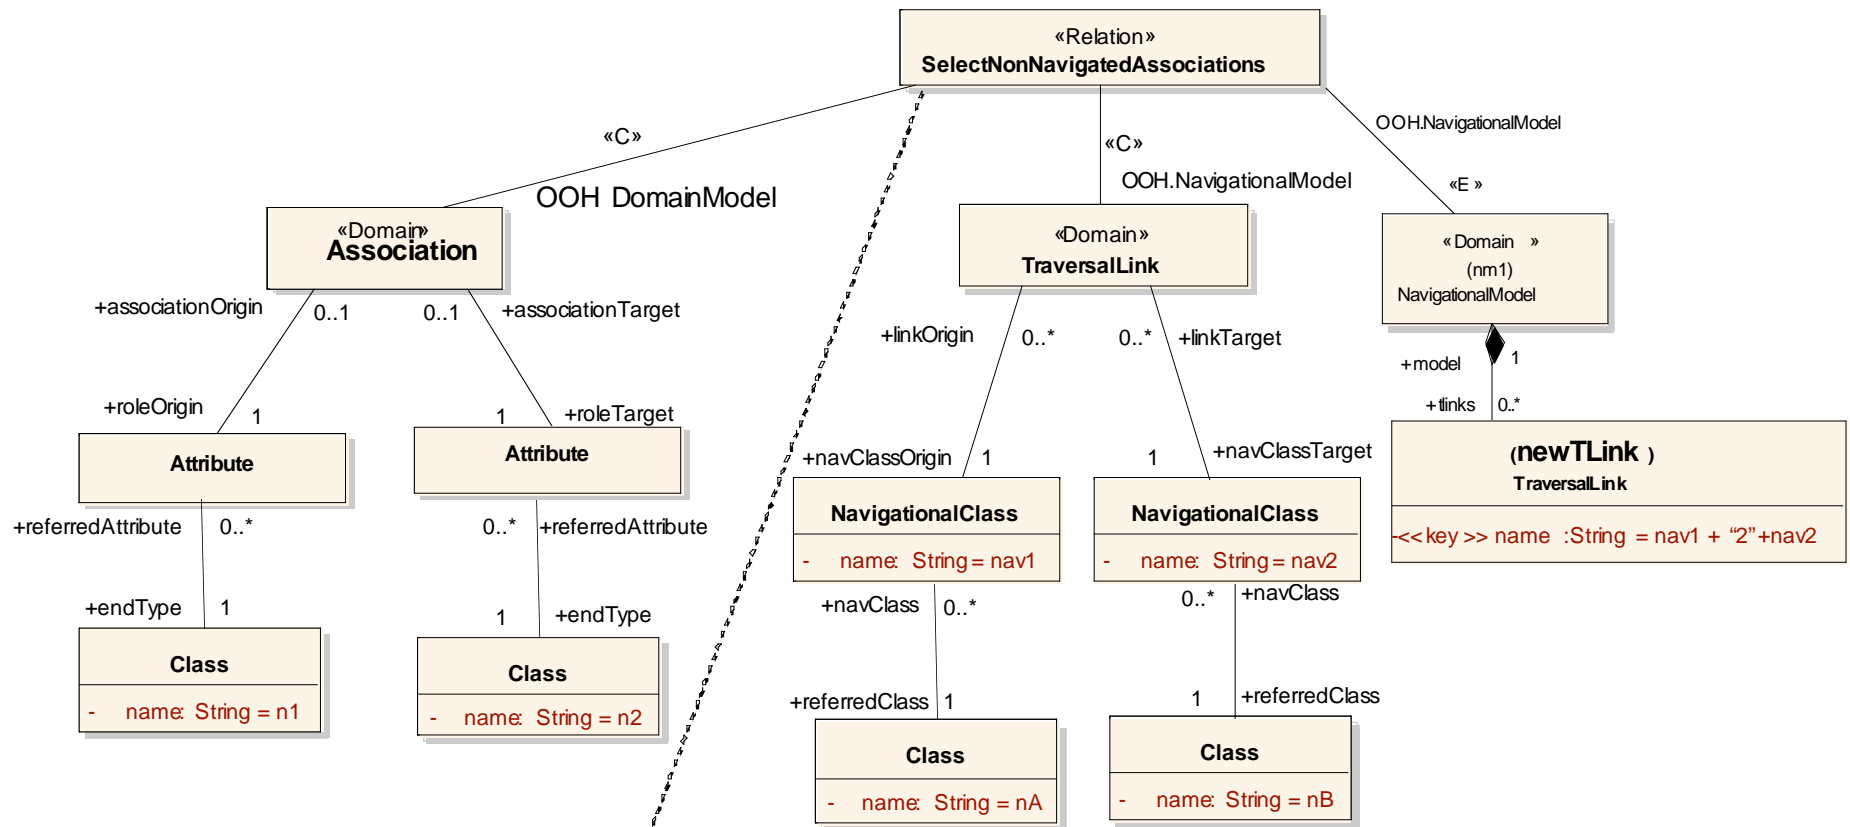 «Relation»
SelectNonNavigatedAssociations
«C»
OOH DomainModel
«C»
OOH.NavigationalModel
OOH.NavigationalModel
«E »
«Domain»
Association
«Domain»
TraversalLink
« Domain »
(nm1)
NavigationalModel
+associationOrigin
0..1
0..1
+associationTarget
+linkOrigin
0..*
0..*
+linkTarget
+model
1
+tlinks
0..*
+roleOrigin
1
1
+roleTarget
+navClassOrigin
1
1
+navClassTarget
Attribute
Attribute
(newTLink )
TraversalLink
-<< key >> name :String = nav1 + “2”+nav2
+referredAttribute
0..*
0..*
+referredAttribute
NavigationalClass
- name: String = nav1
NavigationalClass
- name: String = nav2
+endType
1
1
+endType
+navClass
0..*
0..*
+navClass
Class
- name: String = n1
Class
- name: String = n2
+referredClass
1
1
+referredClass
Class
- name: String = nA
Class
- name: String = nB